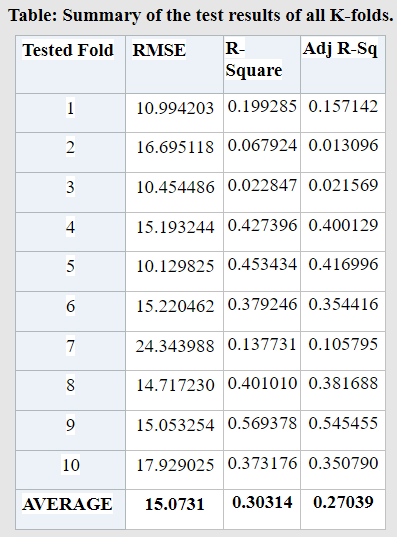 Table: Summary of the test results of all K-folds.
Tested Fold RMSE R-Square Adj R-Sq
1 10.994203 0.199285 0.157142
2 16.695118 0.067924 0.013096
3 10.454486 0.022847 0.021569
4 15.193244 0.427396 0.400129
5 10.129825 0.453434 0.416996
6 15.220462 0.379246 0.354416
7 24.343988 0.137731 0.105795
8 14.717230 0.401010 0.381688
9 15.053254 0.569378 0.545455
10 17.929025 0.373176 0.350790
AVERAGE 15.0731 0.30314 0.27039